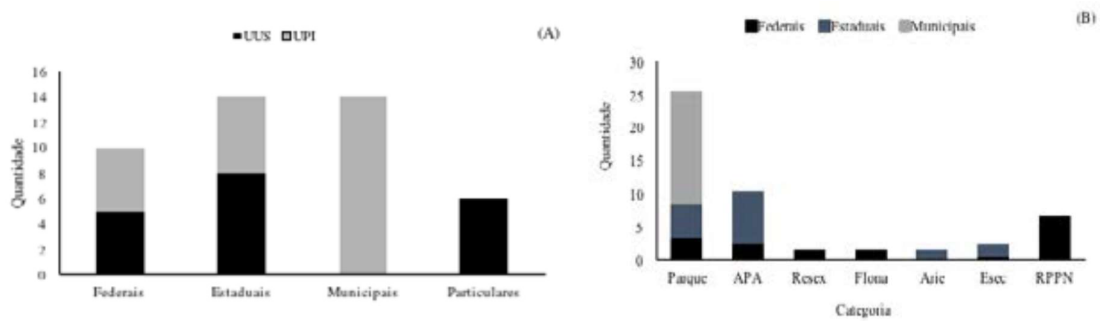 UUS UPI
(A)
16
14
12
10
8
6
4
2
0
Quantidade
Federais Estaduais Municipais Particulares
Federais Estaduais Municipais
(B)
30
25
20
15
10
5
0
Quantidade
Parque APA Resex Flona Arie Esec RPPN
Categoria